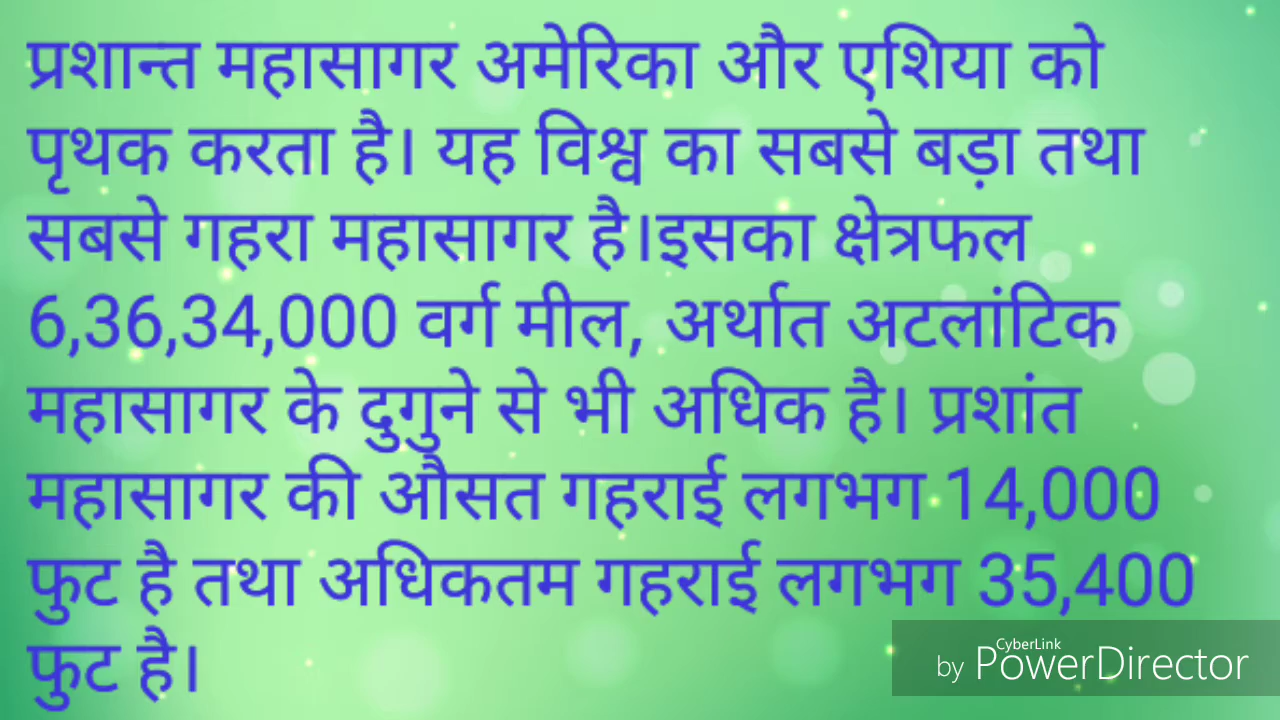 प्रशान्त महासागर अमेरिका और एशिया को
पृथक करता है। यह विश्व का सबसे बड़ा तथा
सबसे गहरा महासागर है।इसका क्षेत्रफल
6,36,34,000 वर्ग मील, अर्थात अटलांटिक
महासागर के दुगुने से भी अधिक है। प्रशांत
महासागर की औसत गहराई लगभग 14,000
फुट है तथा अधिकतम गहराई लगभग 35,400
फुट है।
CyberLink
by PowerDirector